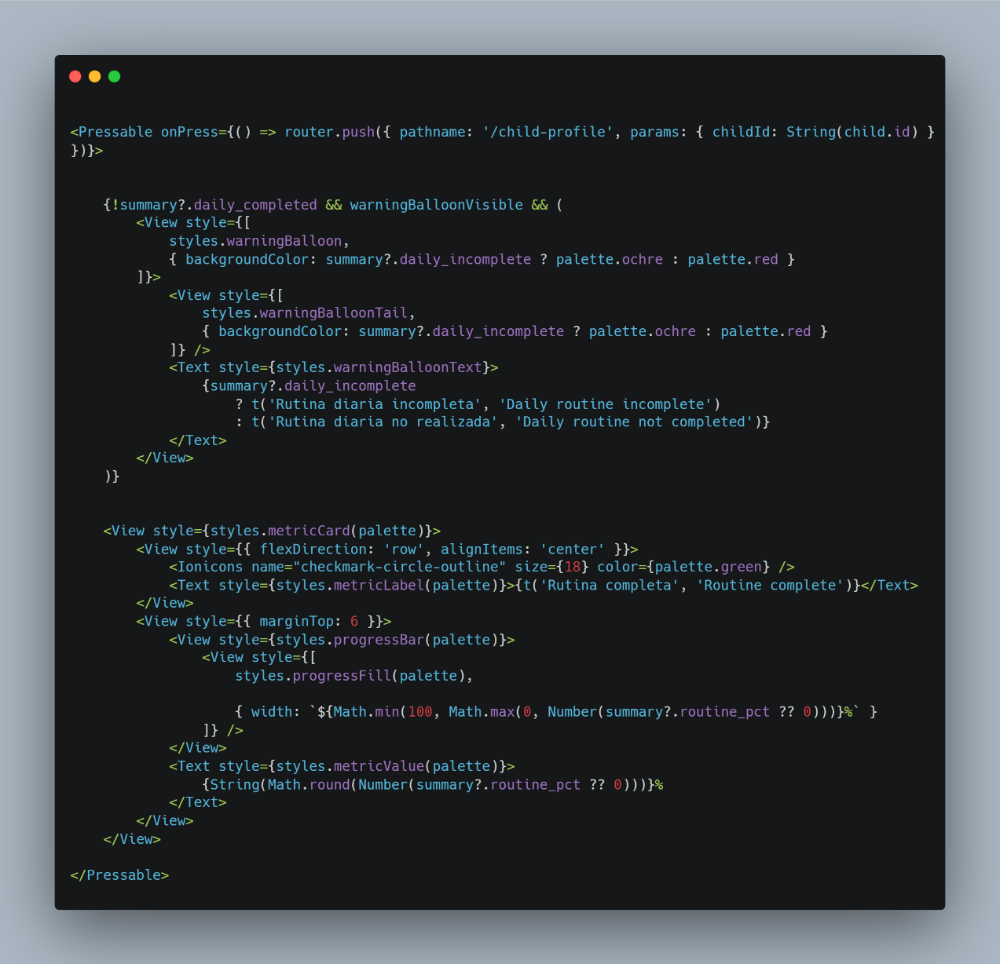 <Pressable onPress={() => router.push({ pathname: '/child-profile', params: { childId: String(child.id) }
})}>
{!summary?.daily_completed && warningBalloonVisible && (
<View style={[
styles.warningBalloon,
{ backgroundColor: summary?.daily_incomplete ? palette.ochre : palette.red }
]}>
<View style={[
styles.warningBalloonTail,
{ backgroundColor: summary?.daily_incomplete ? palette.ochre : palette.red }
]} />
<Text style={styles.warningBalloonText}>
{summary?.daily_incomplete
? t('Rutina diaria incompleta', 'Daily routine incomplete')
: t('Rutina diaria no realizada', 'Daily routine not completed')}
</Text>
</View>
)}
<View style={styles.metricCard(palette)}>
<View style={{ flexDirection: 'row', alignItems: 'center' }}>
<Ionicons name="checkmark-circle-outline" size={18} color={palette.green} />
<Text style={styles.metricLabel(palette)}>{t('Rutina completa', 'Routine complete')}</Text>
</View>
<View style={{ marginTop: 6 }}>
<View style={styles.progressBar(palette)}>
<View style={[
styles.progressFill(palette),
{ width: `${Math.min(100, Math.max(0, Number(summary?.routine_pct ?? 0)))}%` }
]} />
</View>
<Text style={styles.metricValue(palette)}>
{String(Math.round(Number(summary?.routine_pct ?? 0)))}%
</Text>
</View>
</View>
</Pressable>